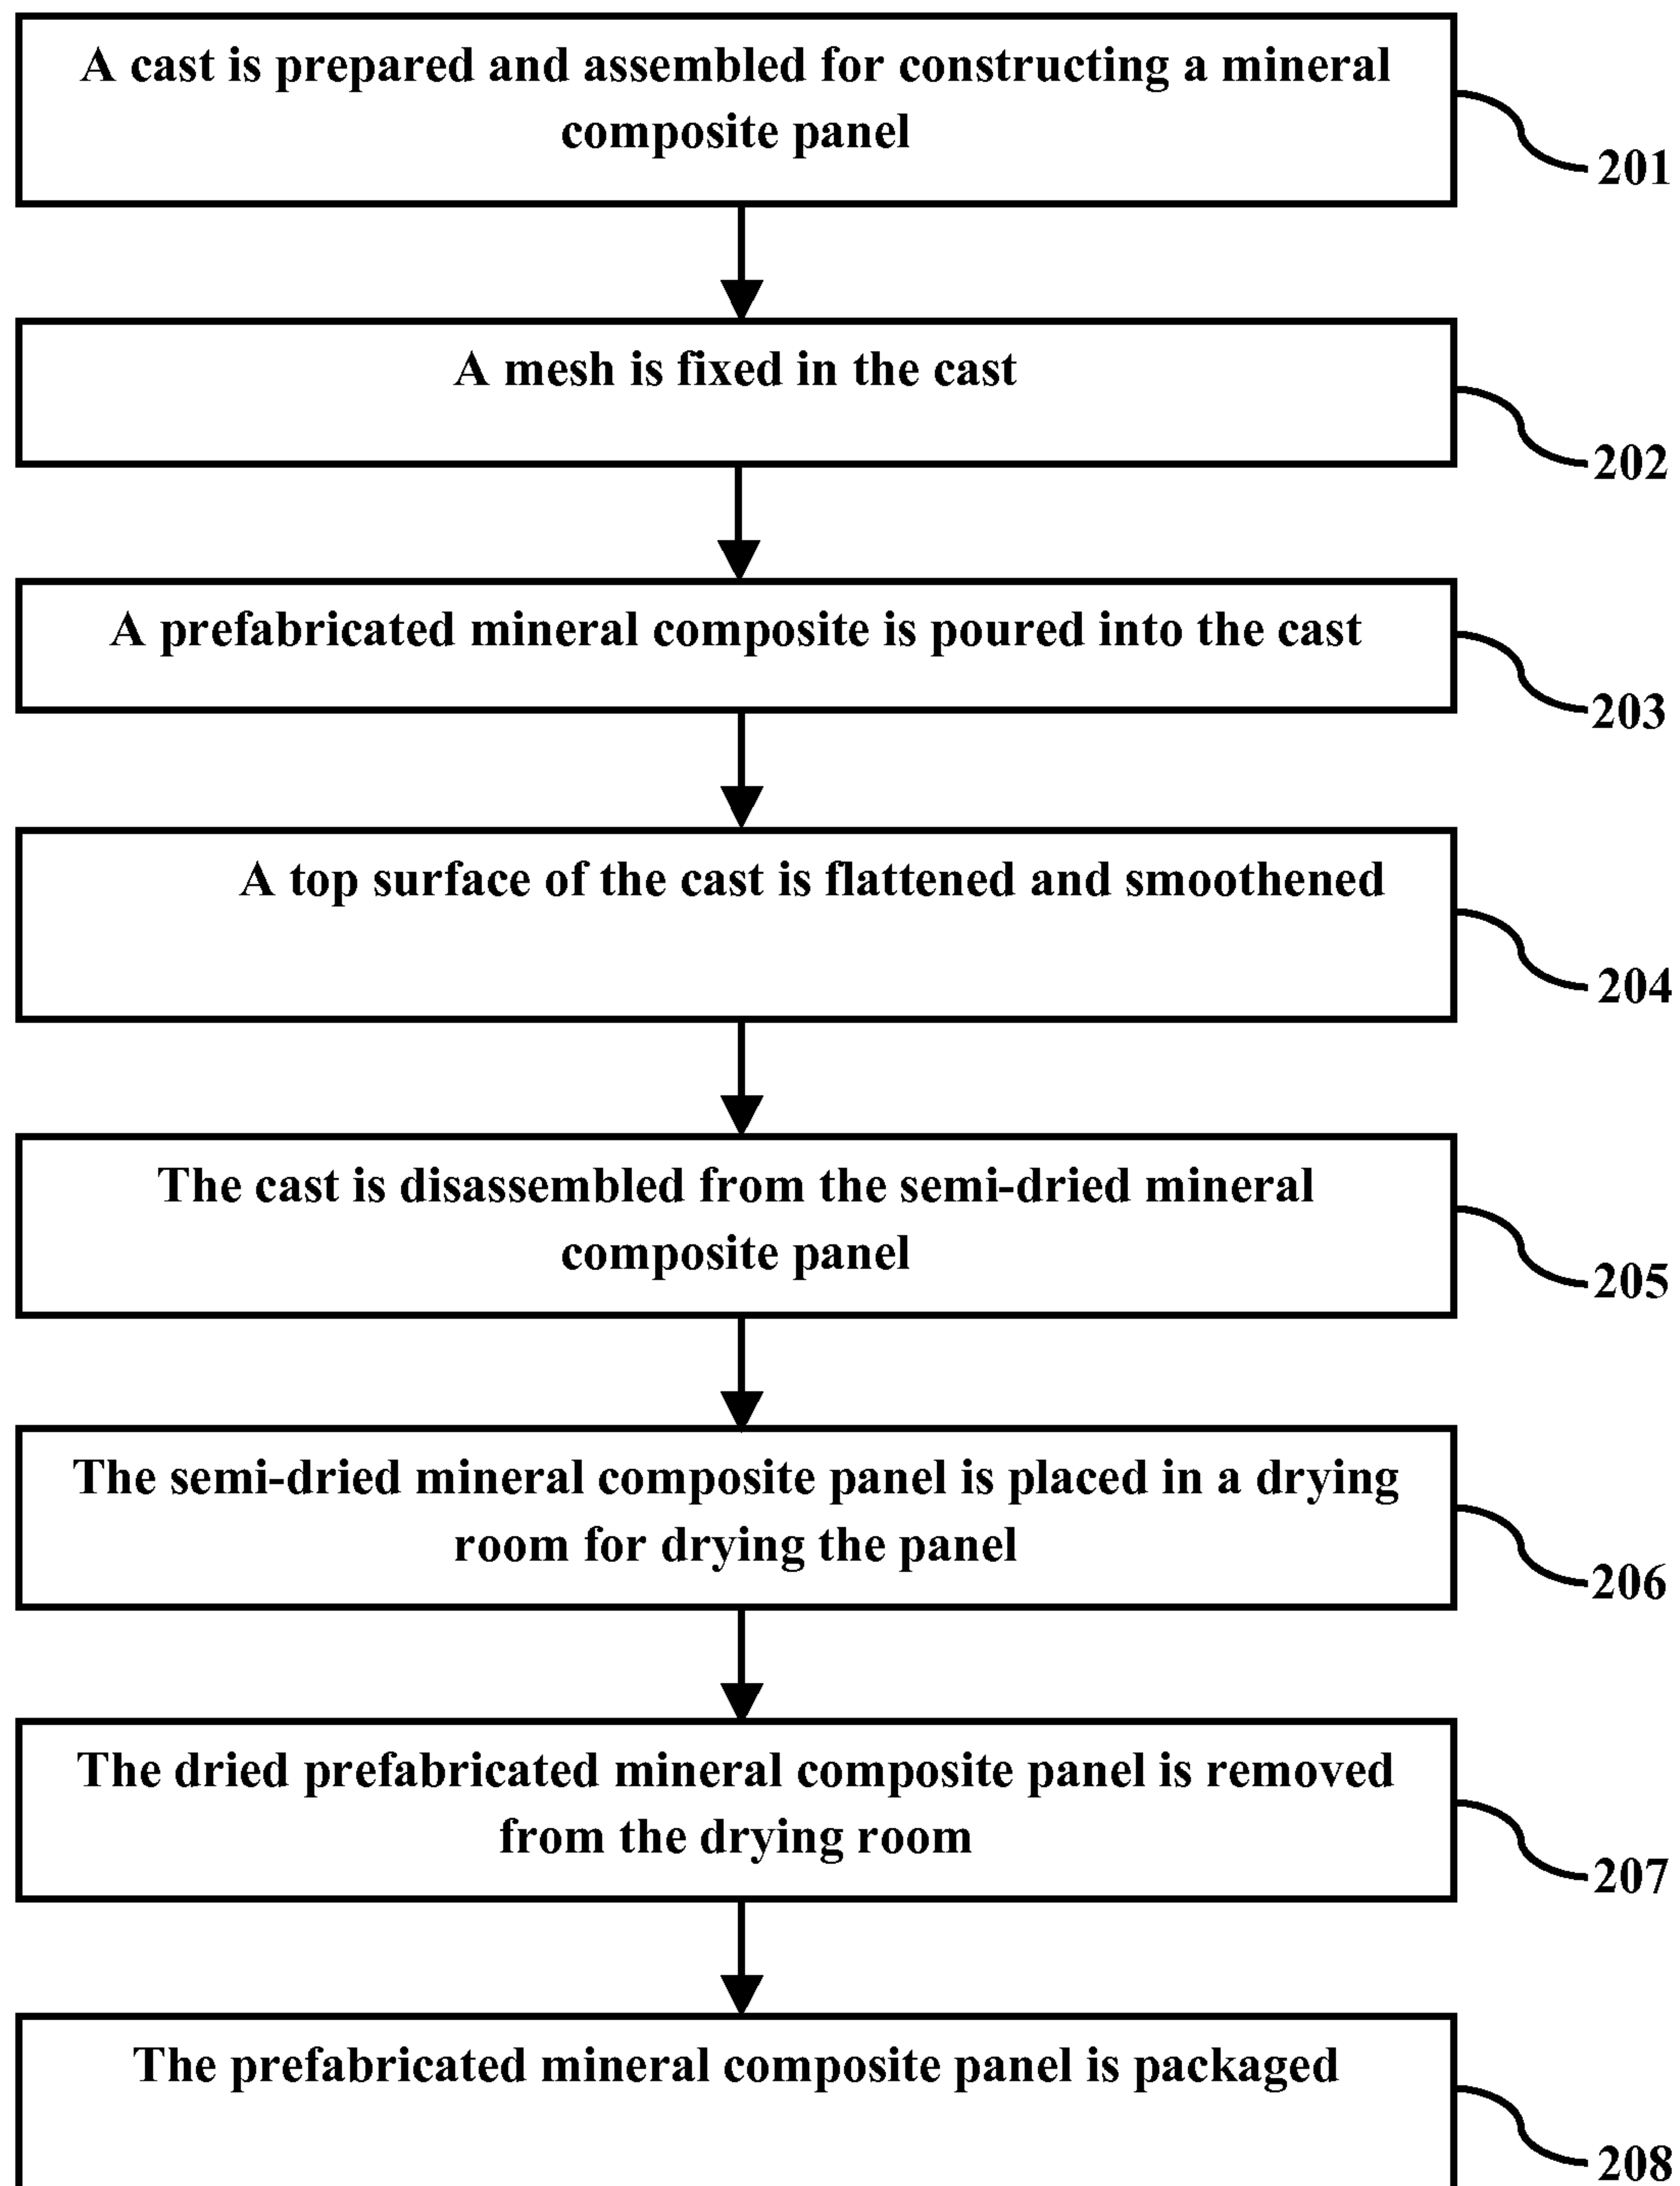 A cast is prepared and assembled for constructing a mineral
composite panel
201
A mesh is fixed in the cast
202
A prefabricated mineral composite is poured into the cast
203
A top surface of the cast is flattened and smoothened
204
The cast is disassembled from the semi-dried mineral
composite panel
205
The semi-dried mineral composite panel is placed in a drying
room for drying the panel
206
The dried prefabricated mineral composite panel is removed
from the drying room
207
The prefabricated mineral composite panel is packaged
208